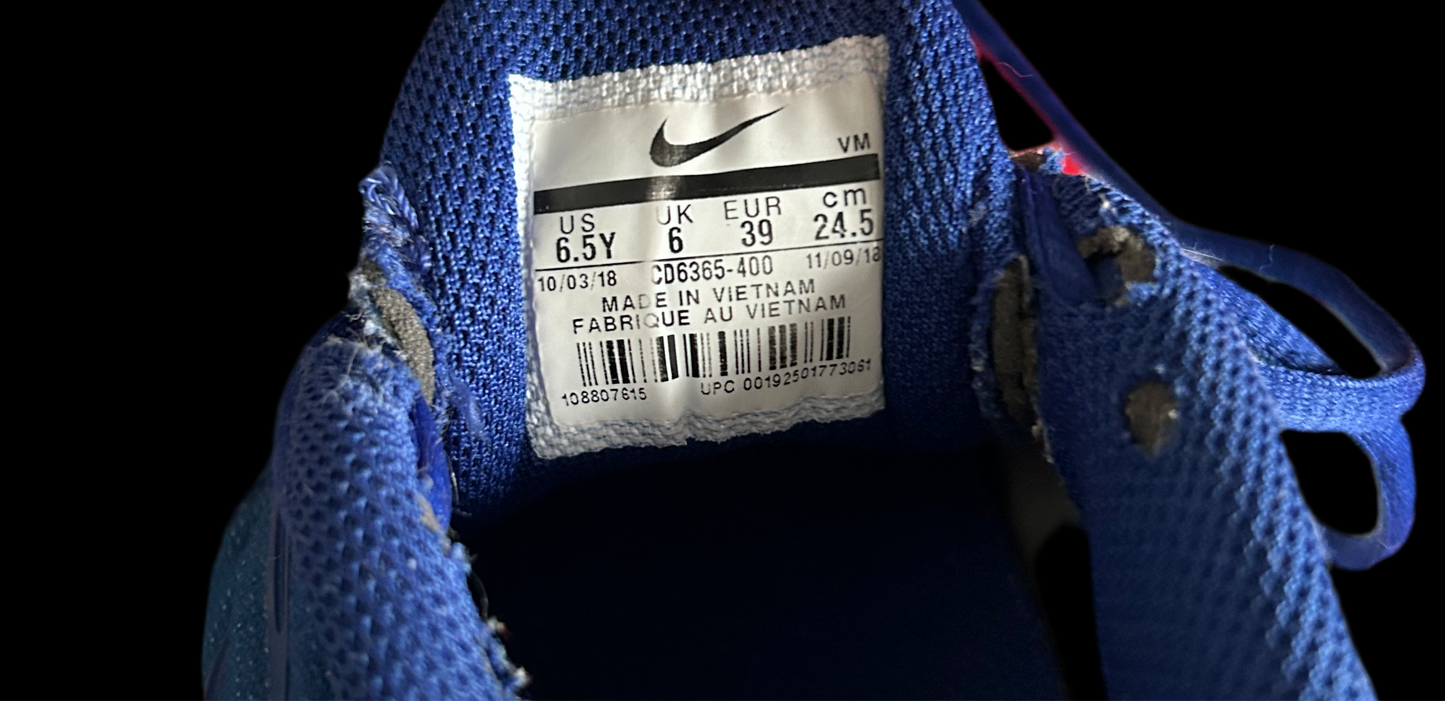 VM
US UK EUR cm
6.5Y 6 39 24.5
10/03/18 CD6365-400 11/09/18
MADE IN VIETNAM
FABRIQUE AU VIETNAM
108807615 UPC 00192501773061